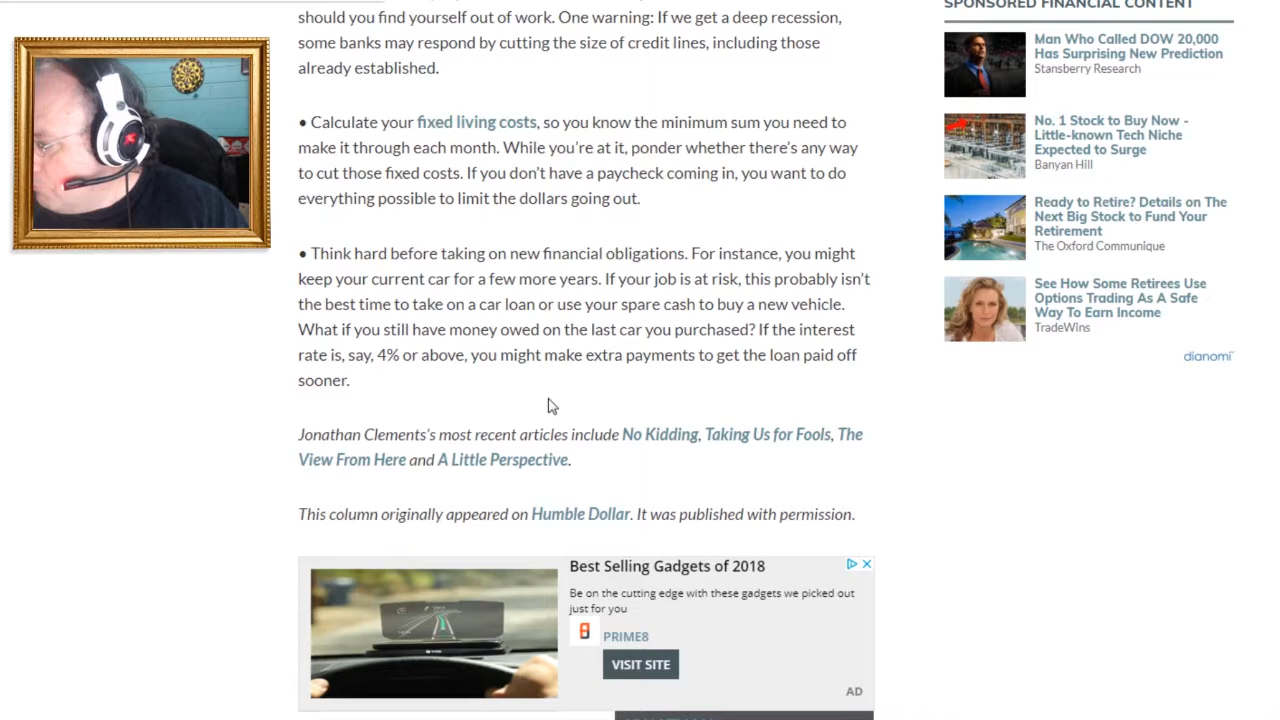 should you find yourself out of work. One warning: If we get a deep recession,
some banks may respond by cutting the size of credit lines, including those
already established.
• Calculate your fixed living costs, so you know the minimum sum you need to
make it through each month. While you're at it, ponder whether there's any way
to cut those fixed costs. If you don't have a paycheck coming in, you want to do
everything possible to limit the dollars going out.
• Think hard before taking on new financial obligations. For instance, you might
keep your current car for a few more years. If your job is at risk, this probably isn't
the best time to take on a car loan or use your spare cash to buy a new vehicle.
What if you still have money owed on the last car you purchased? If the interest
rate is, say, 4% or above, you might make extra payments to get the loan paid off
sooner.
Jonathan Clements's most recent articles include No Kidding, Taking Us for Fools, The
View From Here and A Little Perspective.
This column originally appeared on Humble Dollar. It was published with permission.
Best Selling Gadgets of 2018
Be on the cutting edge with these gadgets we picked out
just for you
PRIME8
VISIT SITE
AD
SPONSORED FINANCIAL CONTENT
Man Who Called DOW 20,000
Has Surprising New Prediction
Stansberry Research
No. 1 Stock to Buy Now -
Little-known Tech Niche
Expected to Surge
Banyan Hill
Ready to Retire? Details on The
Next Big Stock to Fund Your
Retirement
The Oxford Communique
See How Some Retirees Use
Options Trading As A Safe
Way To Earn Income
TradeWins
dianomi